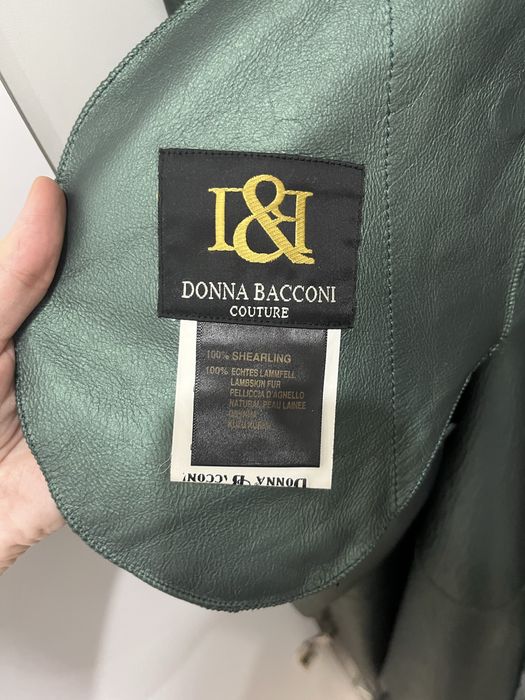 DONNA BACCONI
COUTURE
100% SHEARLING
100% ECHTES LAMMFELL
LAMBSKIN FUR
PELLICCIA D'AGNELLO
NATURAL PEAU LAINEE
DONNA BACCONI